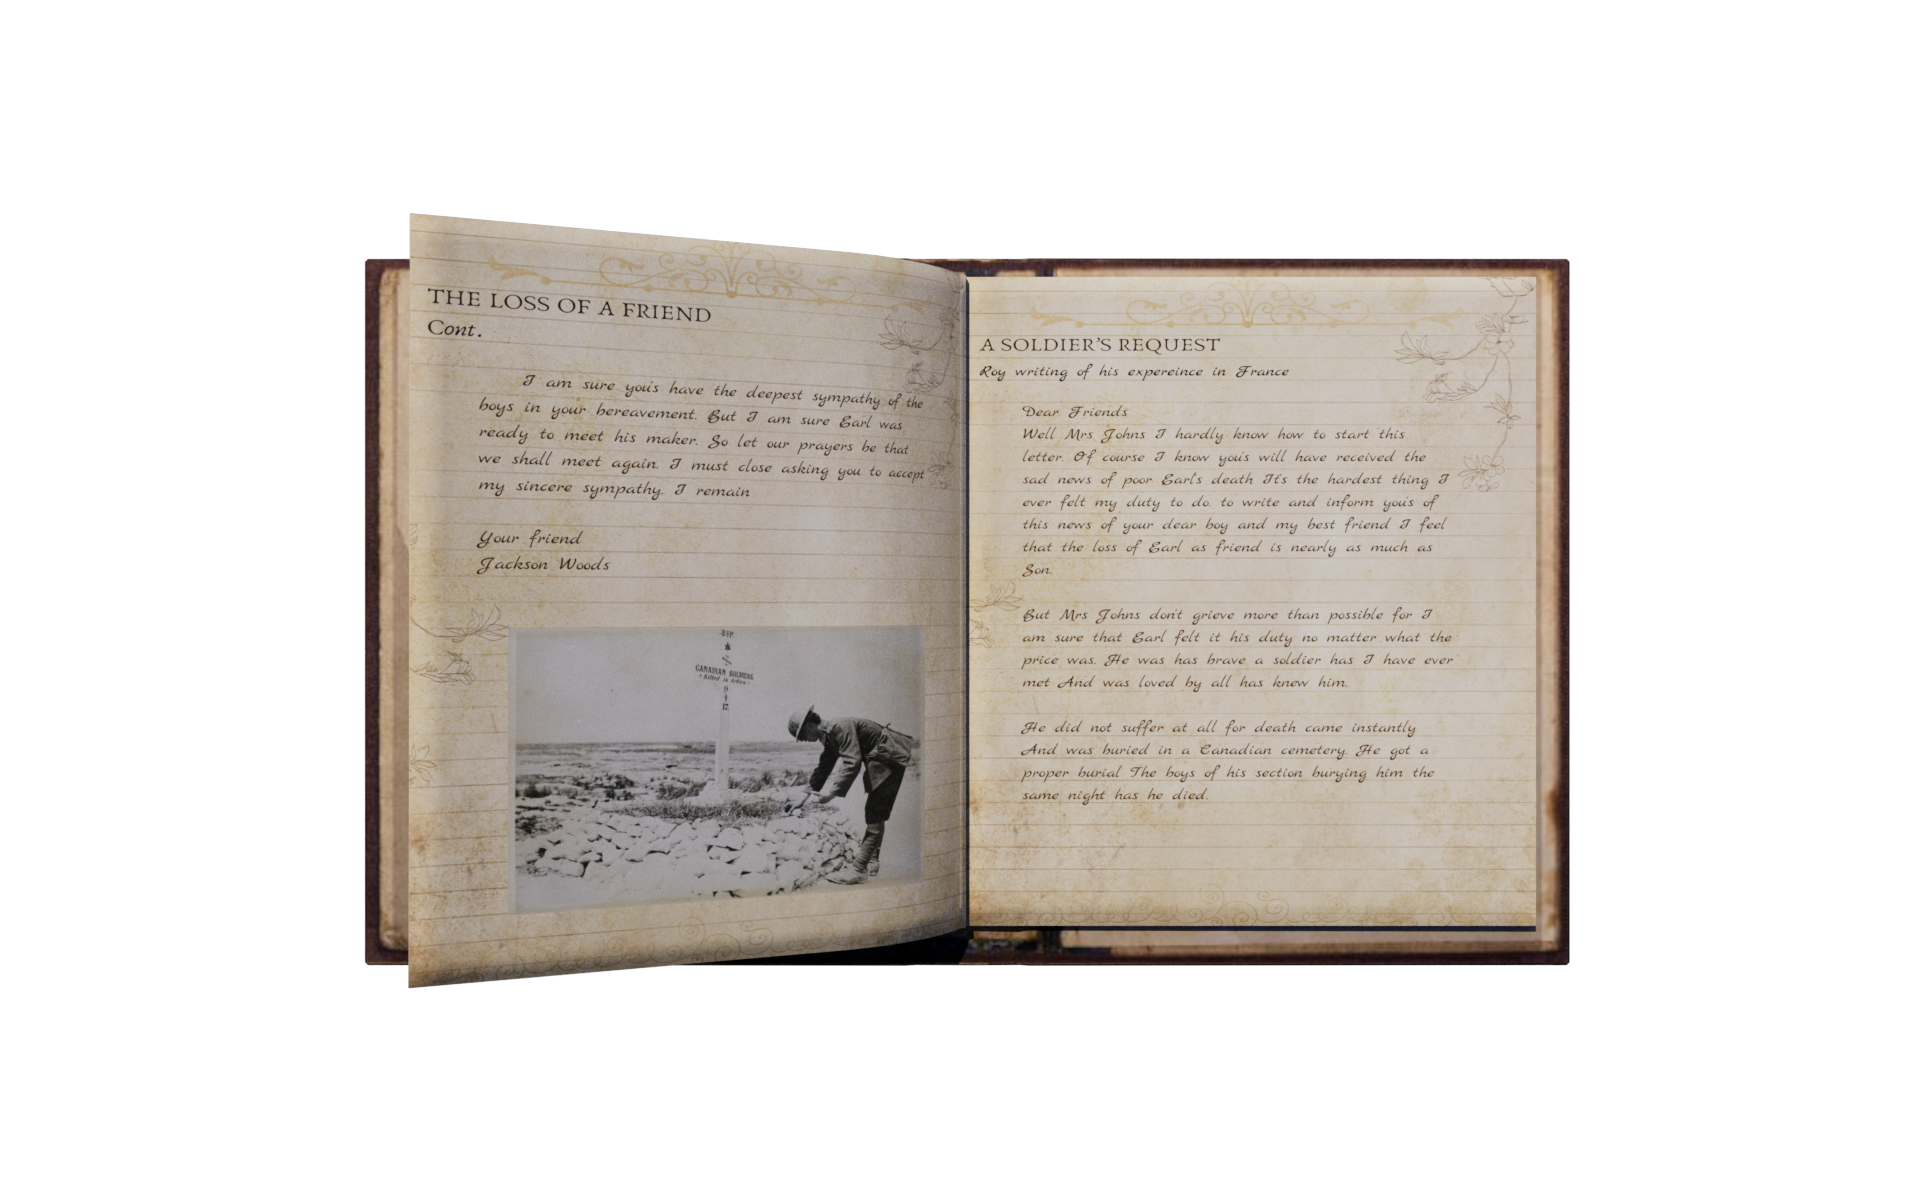 THE LOSS OF A FRIEND
Cont.
I am sure you's have the deepest sympathy of the
boys in your bereavement. But I am sure Earl was
ready to meet his maker. So let our prayers be that
we shall meet again. I must close asking you to accept
my sincere sympathy. I remain
Your friend
Jackson Woods
R.I.P.
CANADIAN SOLDIERS
Killed in Action
A SOLDIER'S REQUEST
Roy writing of his expereince in France
Dear Friends
Well Mrs Johns I hardly know how to start this
letter. Of course I know you's will have received the
sad news of poor Earl's death It's the hardest thing I
ever felt my duty to do. to write and inform you's of
this news of your dear boy and my best friend I feel
that the loss of Earl as friend is nearly as much as
Son.
But Mrs Johns don't grieve more than possible for I
am sure that Earl felt it his duty no matter what the
price was. He was has brave a soldier has I have ever
met And was loved by all has knew him.
He did not suffer at all for death came instantly
And was buried in a Canadian cemetery. He got a
proper burial The boys of his section burying him the
same night has he died.